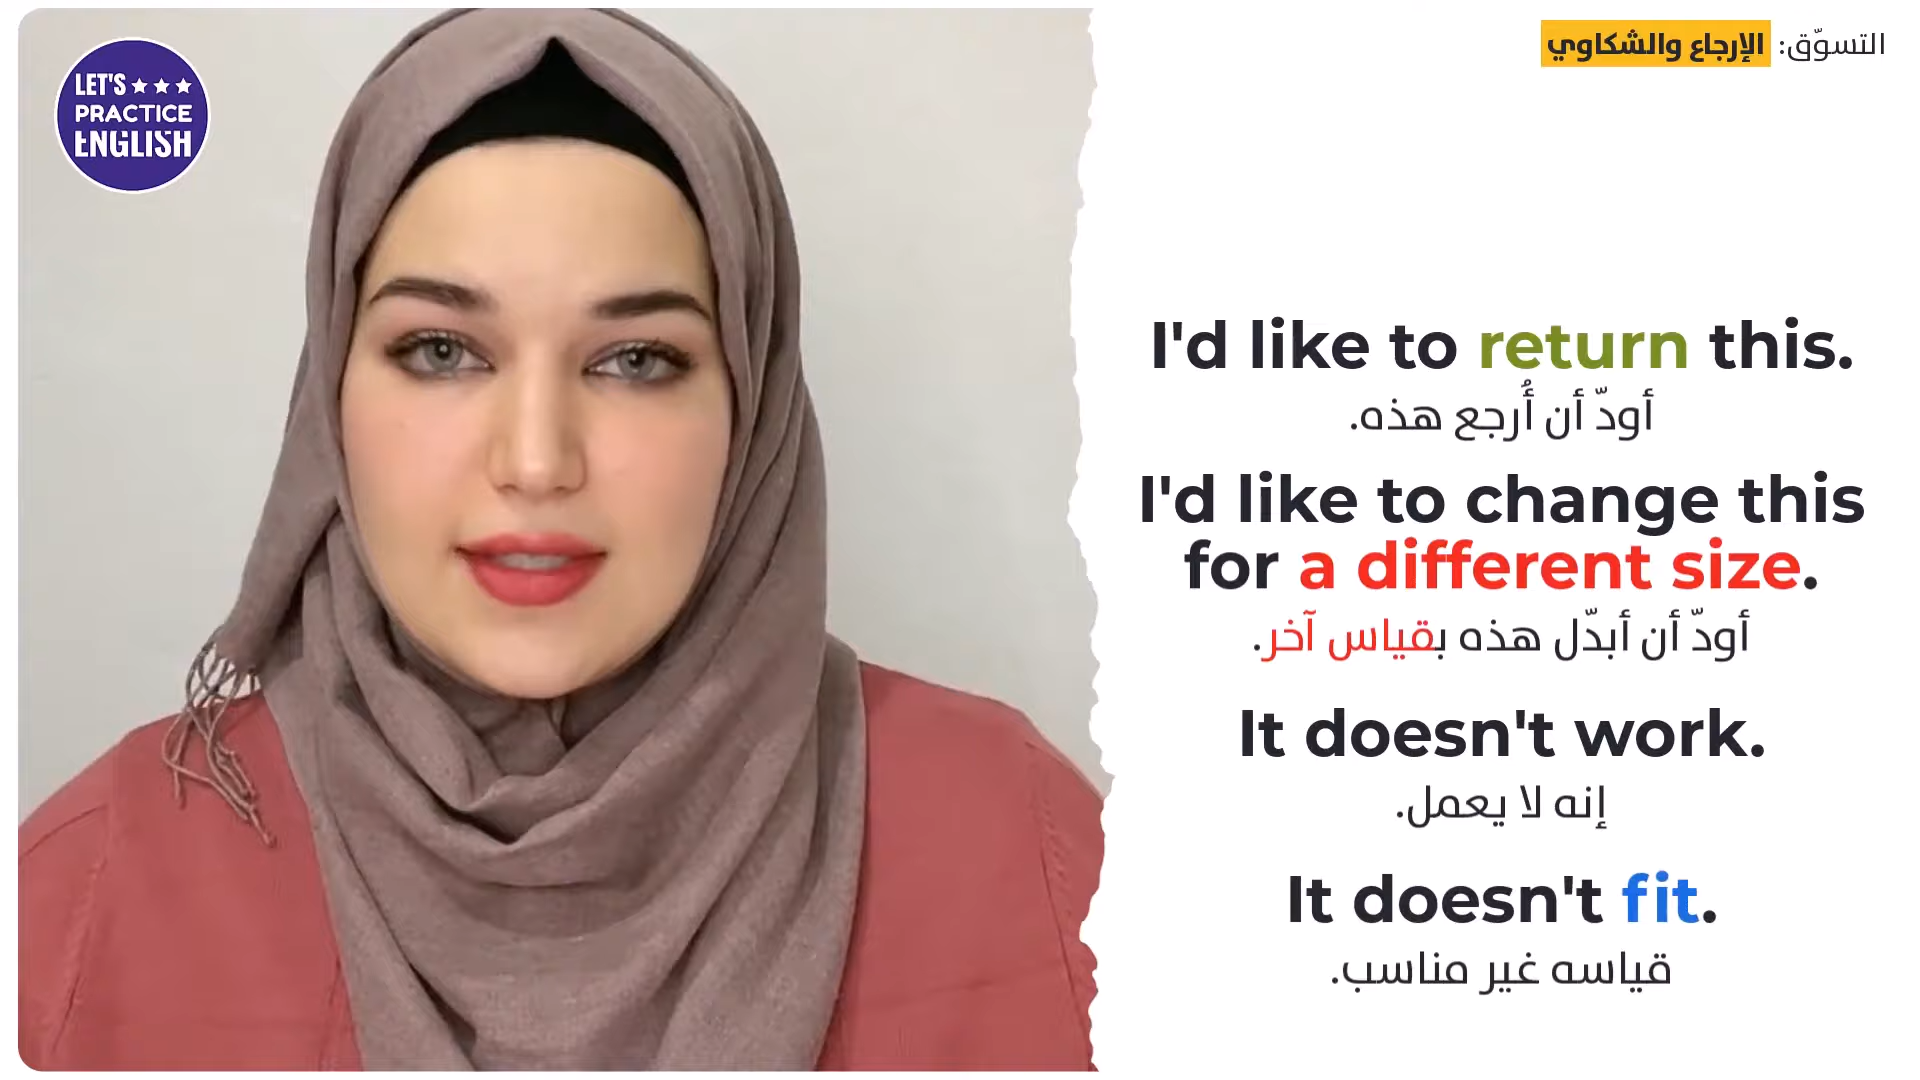 LET'S
PRACTICE
ENGLISH
التسوّق: الإرجاع والشكاوي
I'd like to return this.
أودّ أن أُرجع هذه.
I'd like to change this
for a different size.
أودّ أن أبدّل هذه بقياس آخر.
It doesn't work.
إنه لا يعمل.
It doesn't fit.
قياسه غير مناسب.